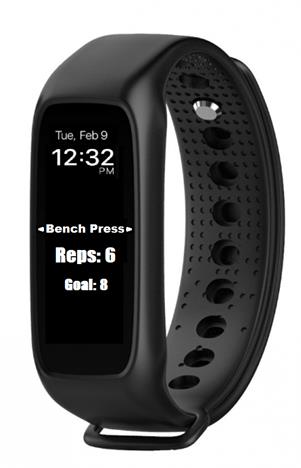 Tue, Feb 9
12:32
PM
◂Bench Press▸
Reps: 6
Goal: 8